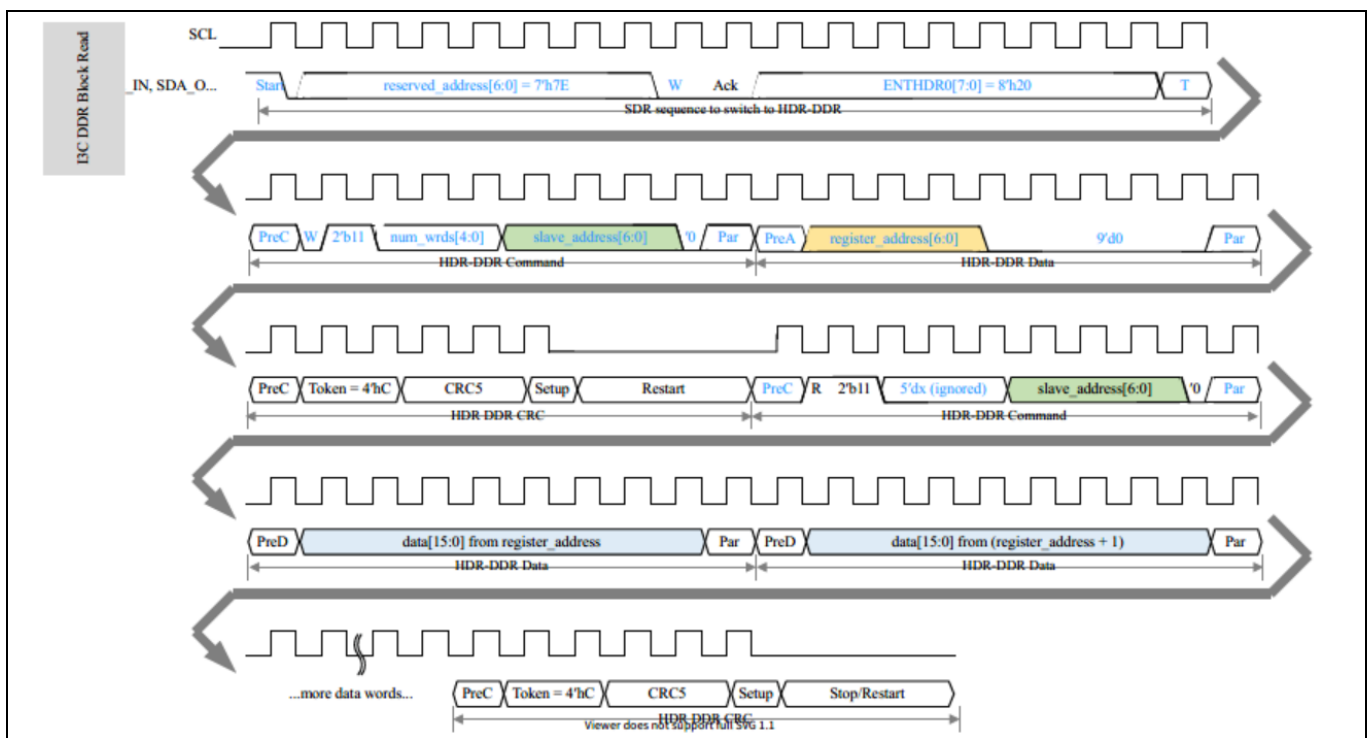 I3C DDR Block Read
SCL
_IN, SDA_O...
Start reserved_address[6:0] = 7'h7E W Ack ENTHDR0[7:0] = 8'h20 T
SDR sequence to switch to HDR-DDR
PreC W 2'b11 num_wrds[4:0] slave_address[6:0] '0 Par PreA register_address[6:0] 9'd0 Par
HDR-DDR Command HDR-DDR Data
PreC Token = 4'hC CRC5 Setup Restart PreC R 2'b11 5'dx (ignored) slave_address[6:0] '0 Par
HDR DDR CRC HDR-DDR Command
PreD data[15:0] from register_address Par PreD data[15:0] from (register_address + 1) Par
HDR-DDR Data HDR-DDR Data
...more data words... PreC Token = 4'hC CRC5 Setup Stop/Restart
HDR DDR CRC
Viewer does not support full SVG 1.1